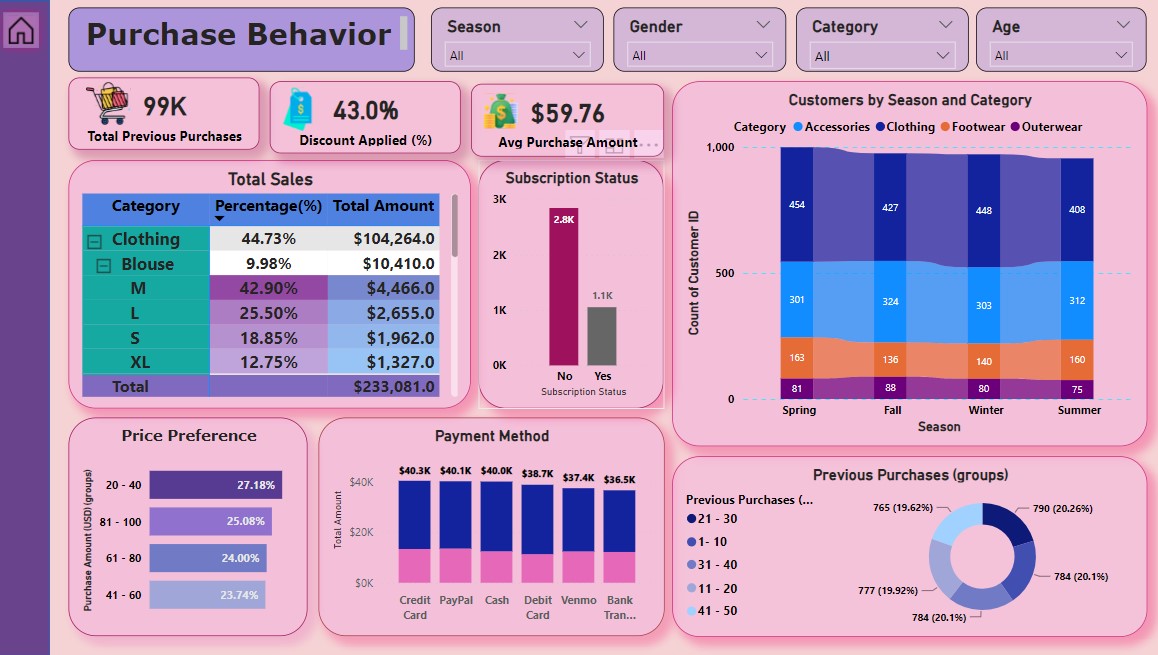 Purchase Behavior
Season
All
Gender
All
Category
All
Age
All
99K
Total Previous Purchases
43.0%
Discount Applied (%)
$59.76
Avg Purchase Amount
Total Sales
Category Percentage(%) Total Amount
Clothing 44.73% $104,264.0
Blouse 9.98% $10,410.0
M 42.90% $4,466.0
L 25.50% $2,655.0
S 18.85% $1,962.0
XL 12.75% $1,327.0
Total $233,081.0
Subscription Status
3K
2K
1K
0K
2.8K
1.1K
No Yes
Subscription Status
Customers by Season and Category
Category Accessories Clothing Footwear Outerwear
Count of Customer ID
1,000
500
0
454 427 448 408
301 324 303 312
163 136 140 160
81 88 80 75
Spring Fall Winter Summer
Season
Price Preference
Purchase Amount (USD) (groups)
20 - 40 27.18%
81 - 100 25.08%
61 - 80 24.00%
41 - 60 23.74%
Payment Method
Total Amount
$40K
$20K
$0K
$40.3K $40.1K $40.0K $38.7K $37.4K $36.5K
Credit Card
PayPal
Cash
Debit Card
Venmo
Bank Tran...
Previous Purchases (groups)
Previous Purchases (...
21 - 30
1- 10
31 - 40
11 - 20
41 - 50
765 (19.62%)
790 (20.26%)
777 (19.92%)
784 (20.1%)
784 (20.1%)